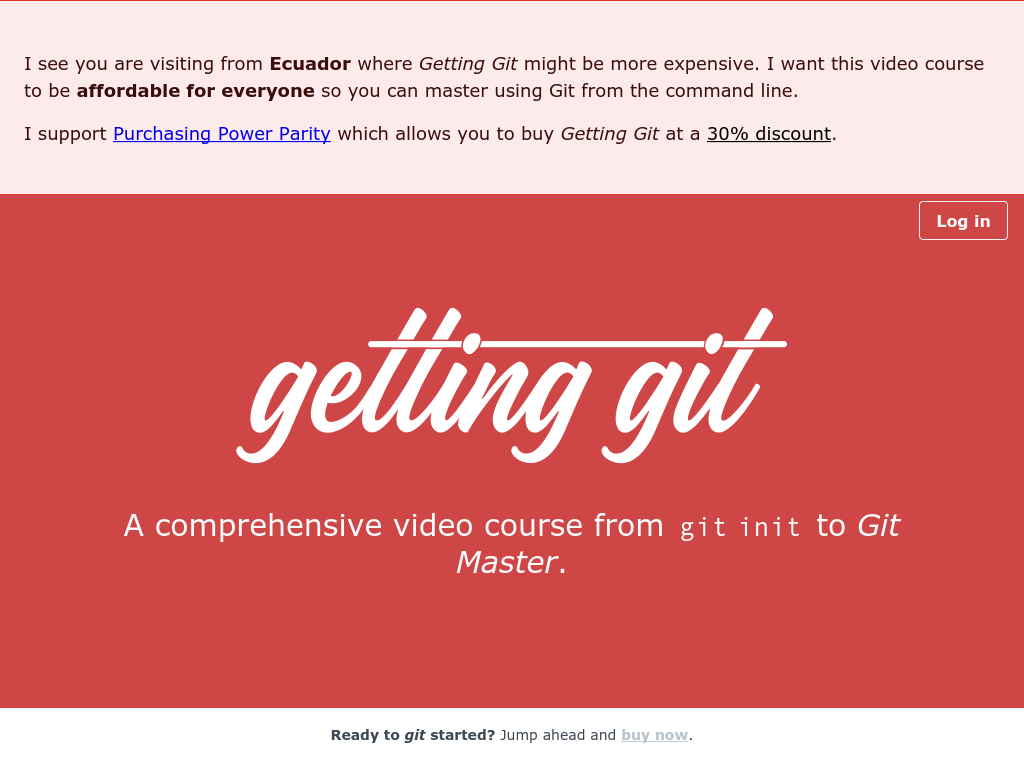 I see you are visiting from Ecuador where Getting Git might be more expensive. I want this video course
to be affordable for everyone so you can master using Git from the command line.
I support Purchasing Power Parity which allows you to buy Getting Git at a 30% discount.
Log in
getting git
A comprehensive video course from git init to Git
Master.
Ready to git started? Jump ahead and buy now.